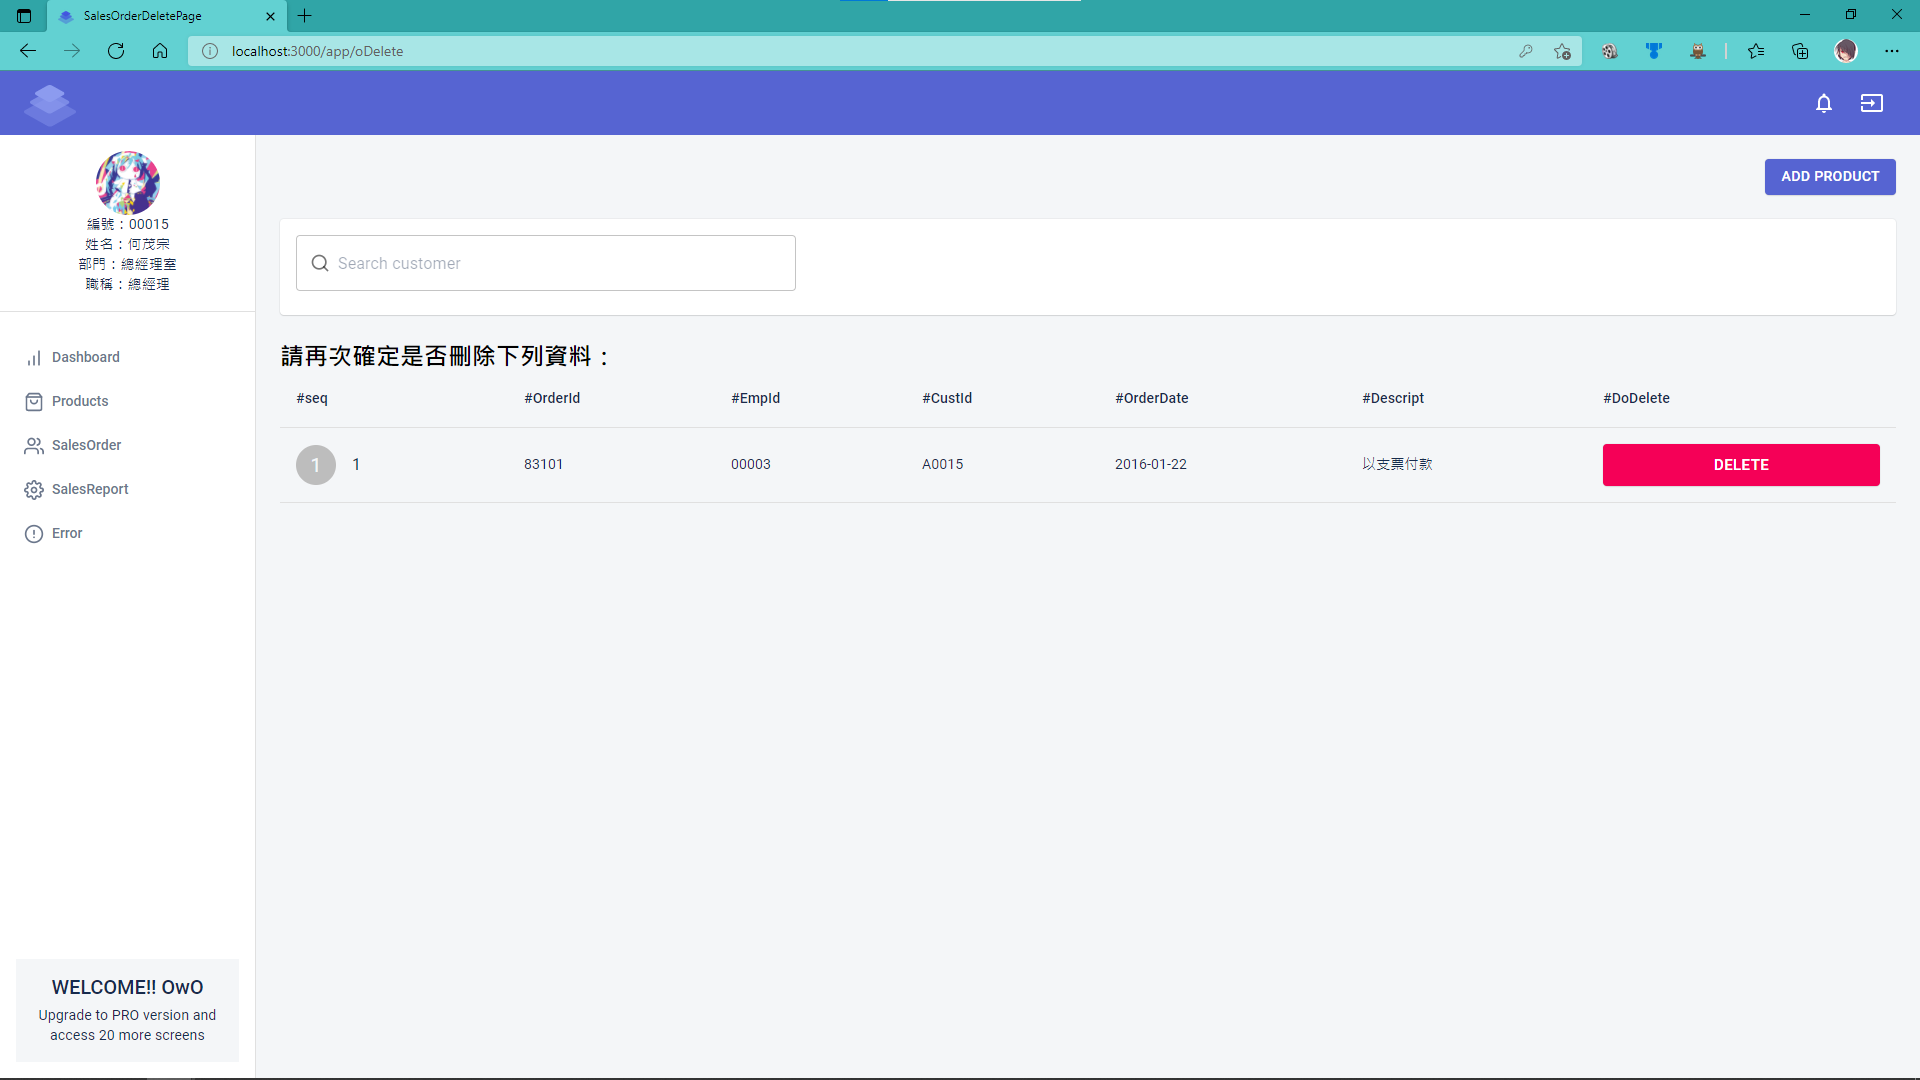 SalesOrderDeletePage
localhost:3000/app/oDelete
編號：00015
姓名：何茂宗
部門：總經理室
職稱：總經理
Dashboard
Products
SalesOrder
SalesReport
Error
WELCOME!! OwO
Upgrade to PRO version and
access 20 more screens
ADD PRODUCT
Search customer
請再次確定是否刪除下列資料：
#seq #OrderId #EmpId #CustId #OrderDate #Descript #DoDelete
1 1 83101 00003 A0015 2016-01-22 以支票付款 DELETE